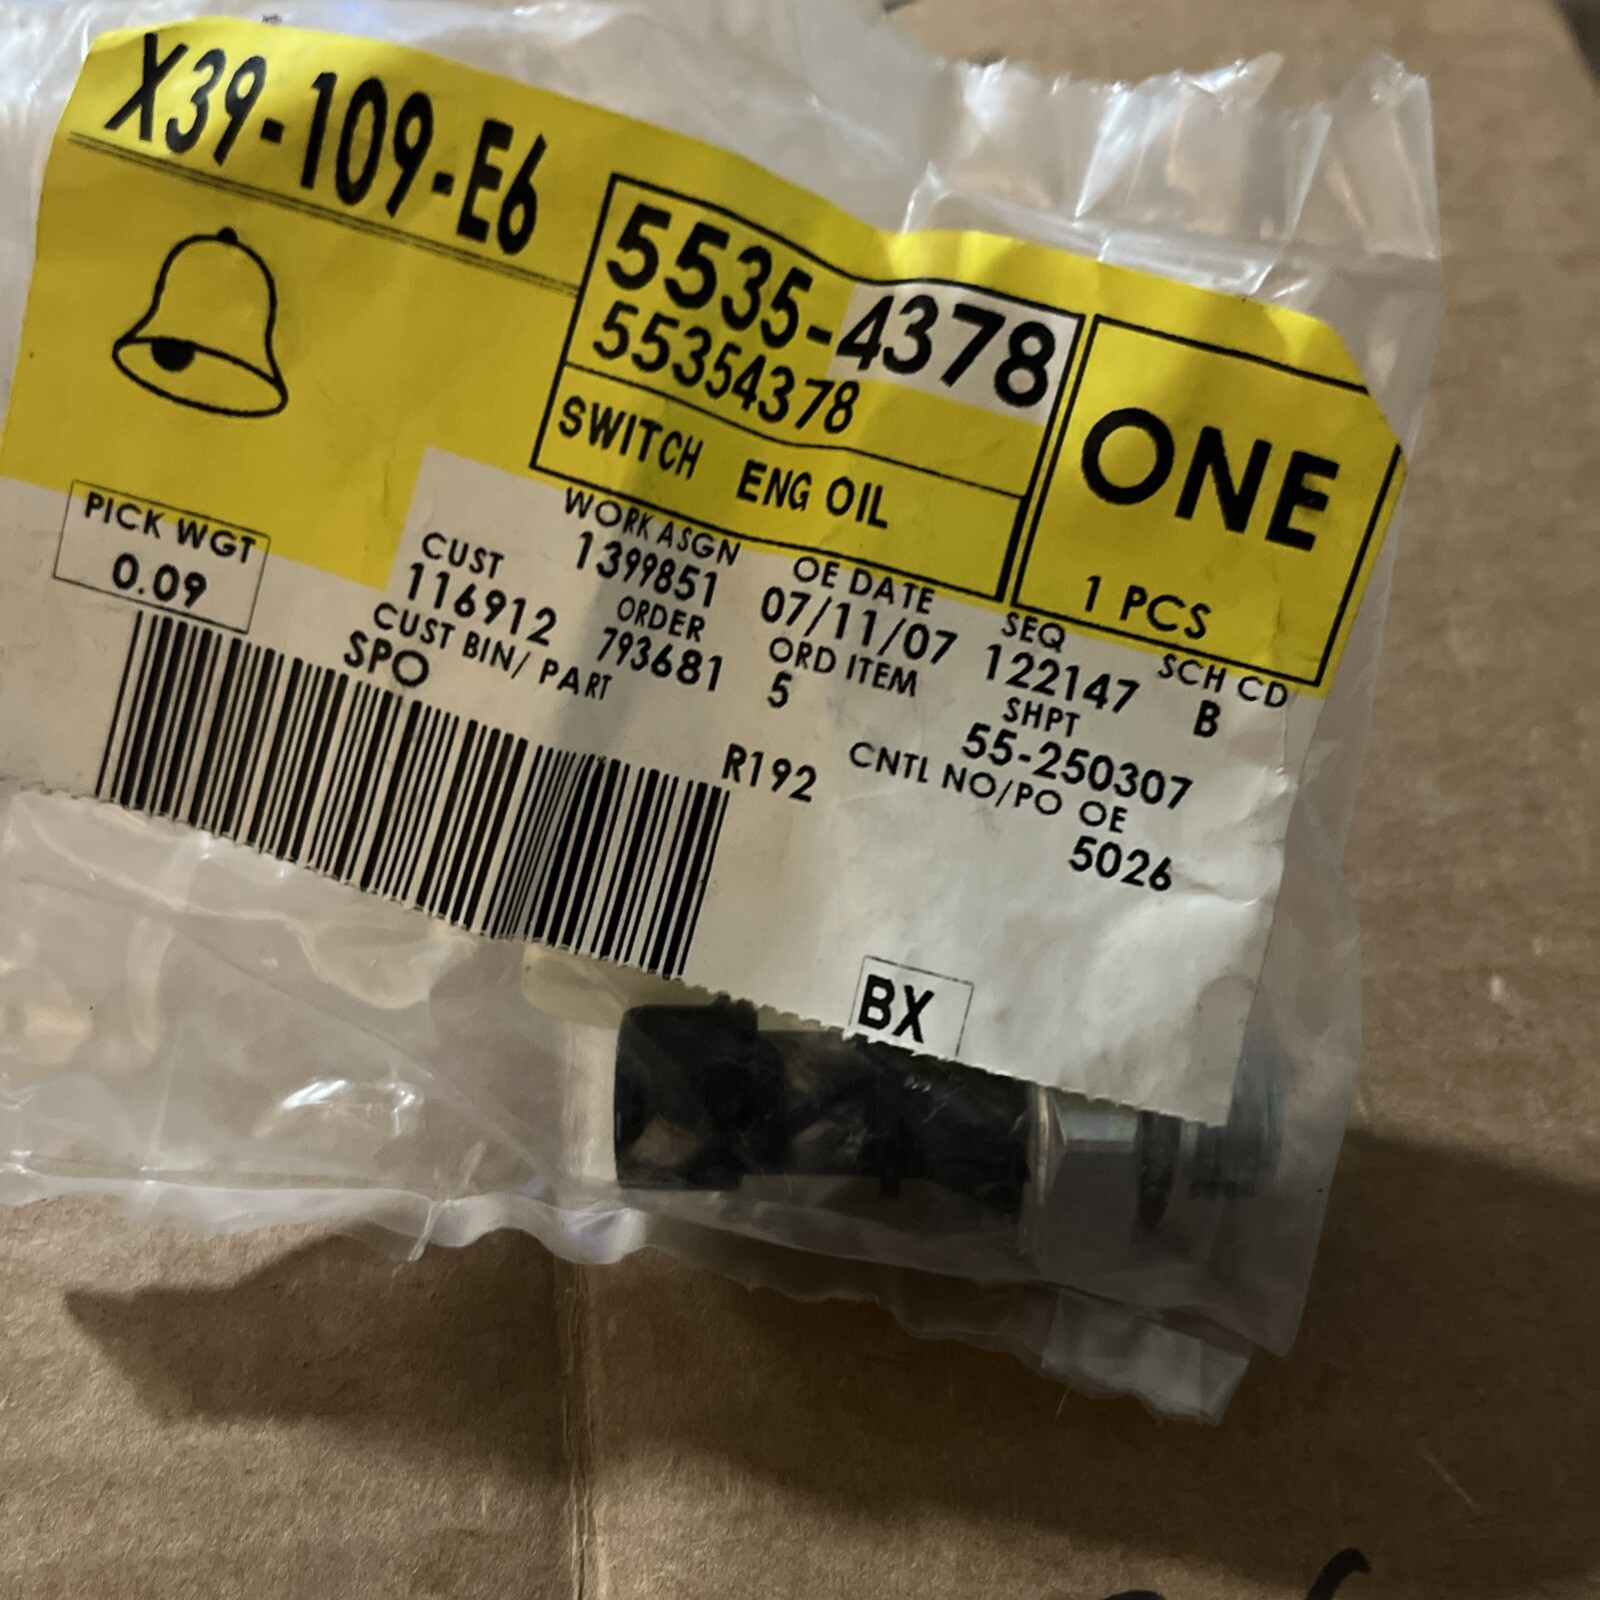 X39-109-E6
5535-4378
55354378
SWITCH ENG OIL
ONE
1 PCS
PICK WGT
0.09
CUST
116912
CUST BIN/ PART
SPO
WORK ASGN
1399851
ORDER
793681
OE DATE
07/11/07
ORD ITEM
5
SEQ
122147
SHPT
55-250307
SCH CD
B
R192
CNTL NO/PO OE
5026
BX